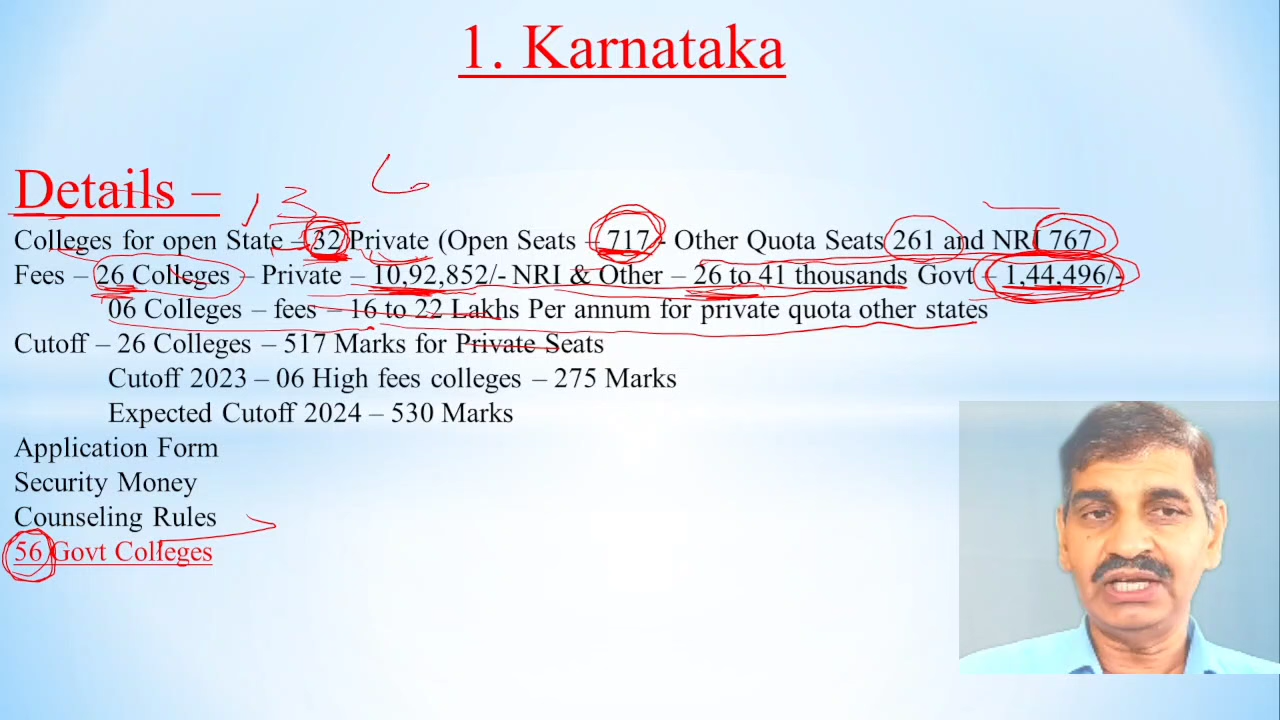 1. Karnataka
Details –
13 6
Colleges for open State – 32 Private (Open Seats – 717 - Other Quota Seats 261 and NRI 767
Fees – 26 Colleges – Private – 10,92,852/- NRI & Other – 26 to 41 thousands Govt – 1,44,496/-
06 Colleges – fees – 16 to 22 Lakhs Per annum for private quota other states
Cutoff – 26 Colleges – 517 Marks for Private Seats
Cutoff 2023 – 06 High fees colleges – 275 Marks
Expected Cutoff 2024 – 530 Marks
Application Form
Security Money
Counseling Rules
56 Govt Colleges